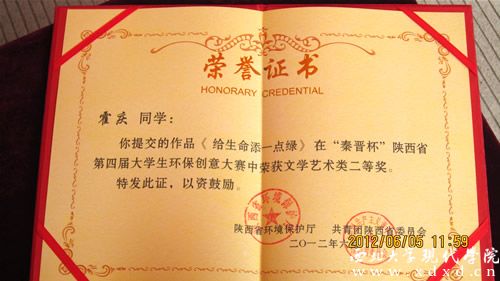 荣誉证书
HONORARY CREDENTIAL
霍庆 同学：
你提交的作品《给生命添一点绿》在“秦晋杯”陕西省
第四届大学生环保创意大赛中荣获文学艺术类二等奖。
特发此证，以资鼓励。
陕西省环境保护厅 共青团陕西省委员会
二〇一二年六
2012/06/05 11:59
西北大学现代学院
www.xdxd.cn